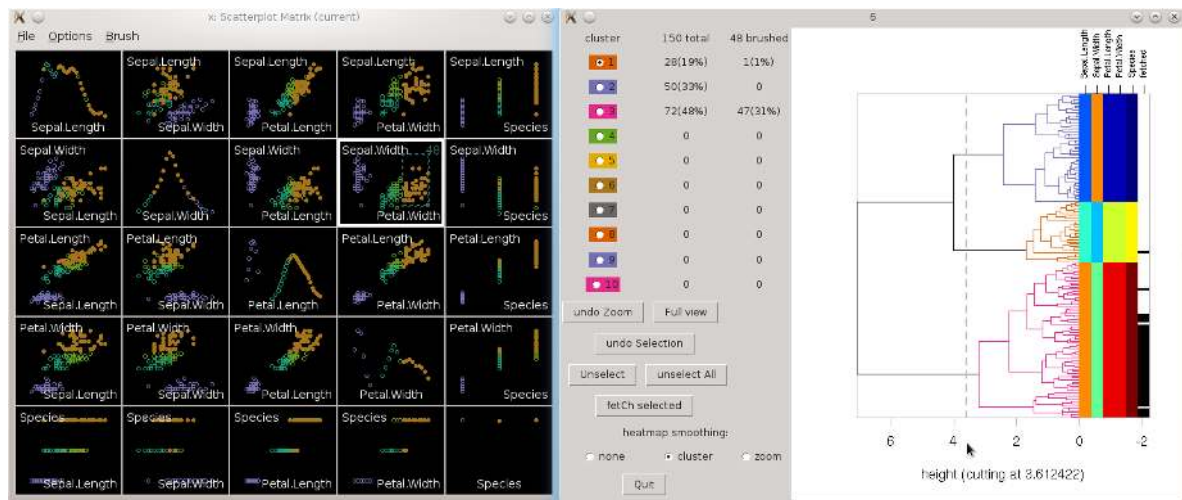 x: Scatterplot Matrix (current)
File Options Brush
Sepal.Length
Sepal.Length
Sepal.Width
Sepal.Length
Petal.Length
Sepal.Length
Petal.Width
Sepal.Length
Species
Sepal.Width
Sepal.Length
Sepal.Width
Sepal.Width
Petal.Length
Sepal.Width 48
Petal.Width
Sepal.Width
Species
Petal.Length
Sepal.Length
Petal.Length
Sepal.Width
Petal.Length
Petal.Length
Petal.Width
Petal.Length
Species
Petal.Width
Sepal.Length
Petal.Width
Sepal.Width
Petal.Width
Petal.Length
Petal.Width
Petal.Width
Species
Species
Sepal.Length
Species
Sepal.Width
Species
Petal.Length
Species
Petal.Width
Species
5
cluster 150 total 48 brushed
1 28(19%) 1(1%)
2 50(33%) 0
3 72(48%) 47(31%)
4 0 0
5 0 0
6 0 0
7 0 0
8 0 0
9 0 0
10 0 0
undo Zoom Full view
undo Selection
Unselect unselect All
fetCh selected
heatmap smoothing:
none cluster zoom
Quit
Sepal.Length
Sepal.Width
Petal.Length
Petal.Width
Species
fetched
6 4 2 0 -2
height (cutting at 3.612422)